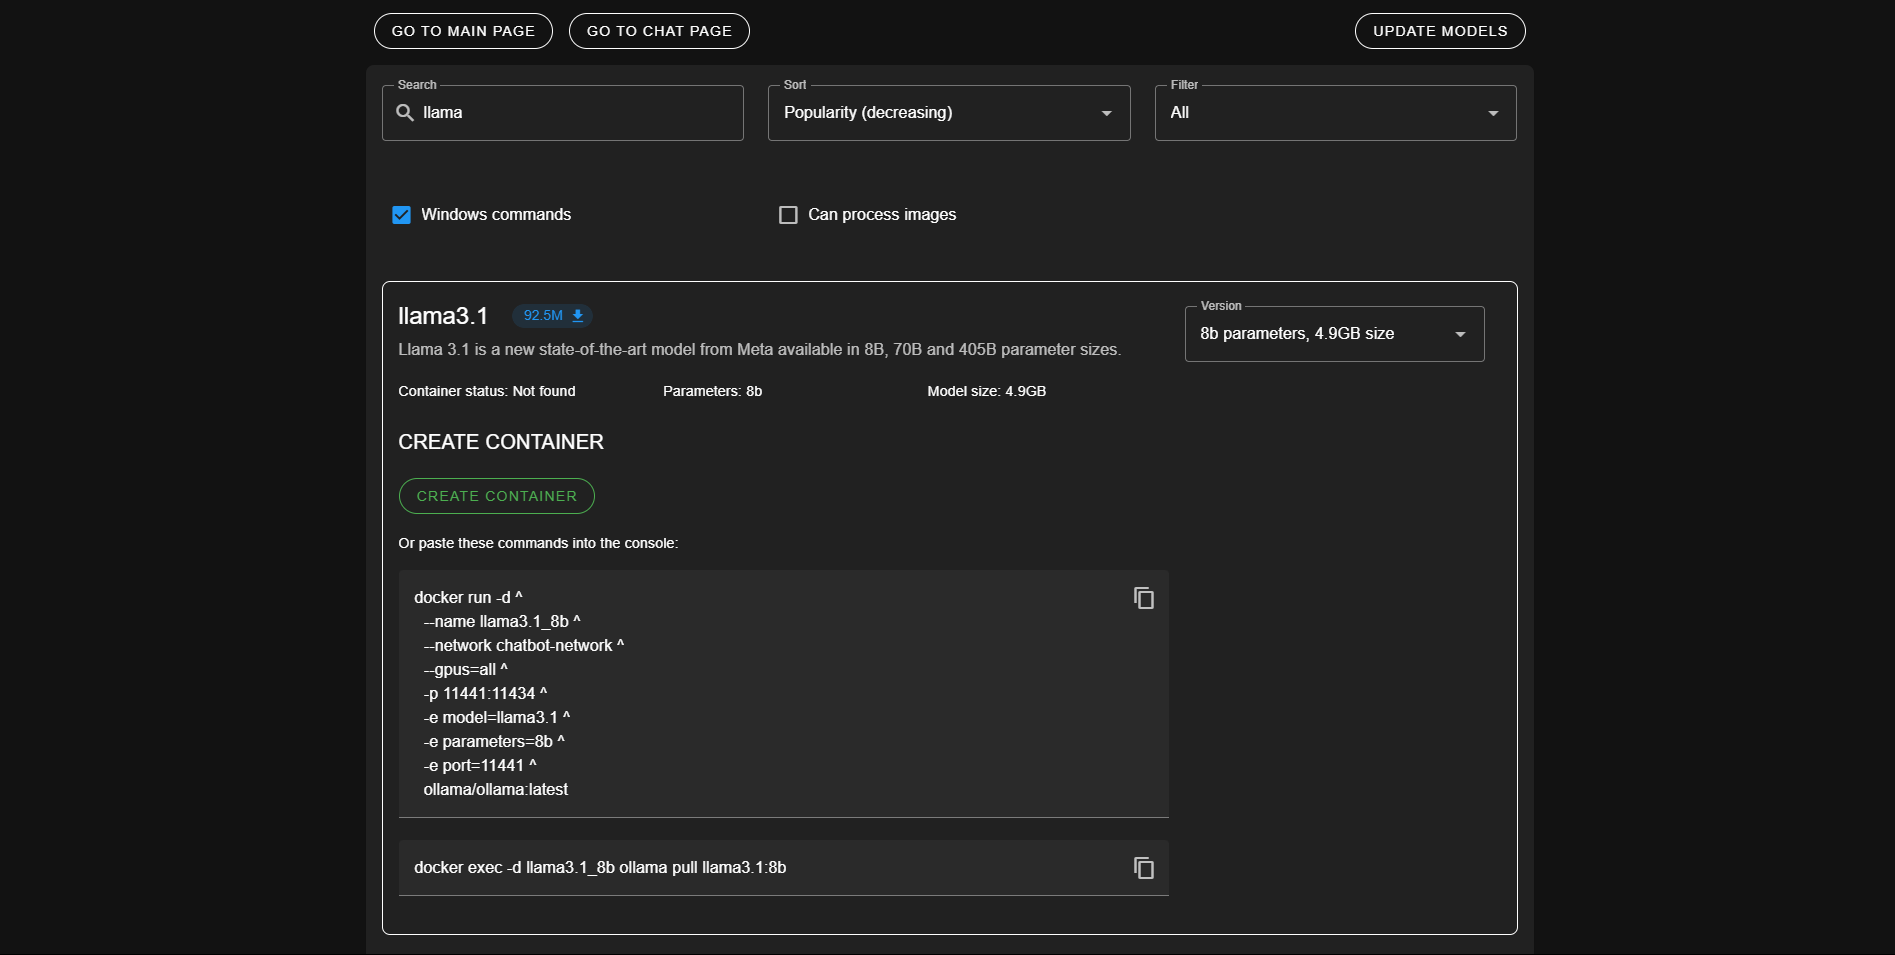 GO TO MAIN PAGE GO TO CHAT PAGE UPDATE MODELS
Search Sort Filter
llama Popularity (decreasing) All
Windows commands Can process images
llama3.1 92.5M
Version
8b parameters, 4.9GB size
Llama 3.1 is a new state-of-the-art model from Meta available in 8B, 70B and 405B parameter sizes.
Container status: Not found Parameters: 8b Model size: 4.9GB
CREATE CONTAINER
CREATE CONTAINER
Or paste these commands into the console:
docker run -d ^
--name llama3.1_8b ^
--network chatbot-network ^
--gpus=all ^
-p 11441:11434 ^
-e model=llama3.1 ^
-e parameters=8b ^
-e port=11441 ^
ollama/ollama:latest
docker exec -d llama3.1_8b ollama pull llama3.1:8b